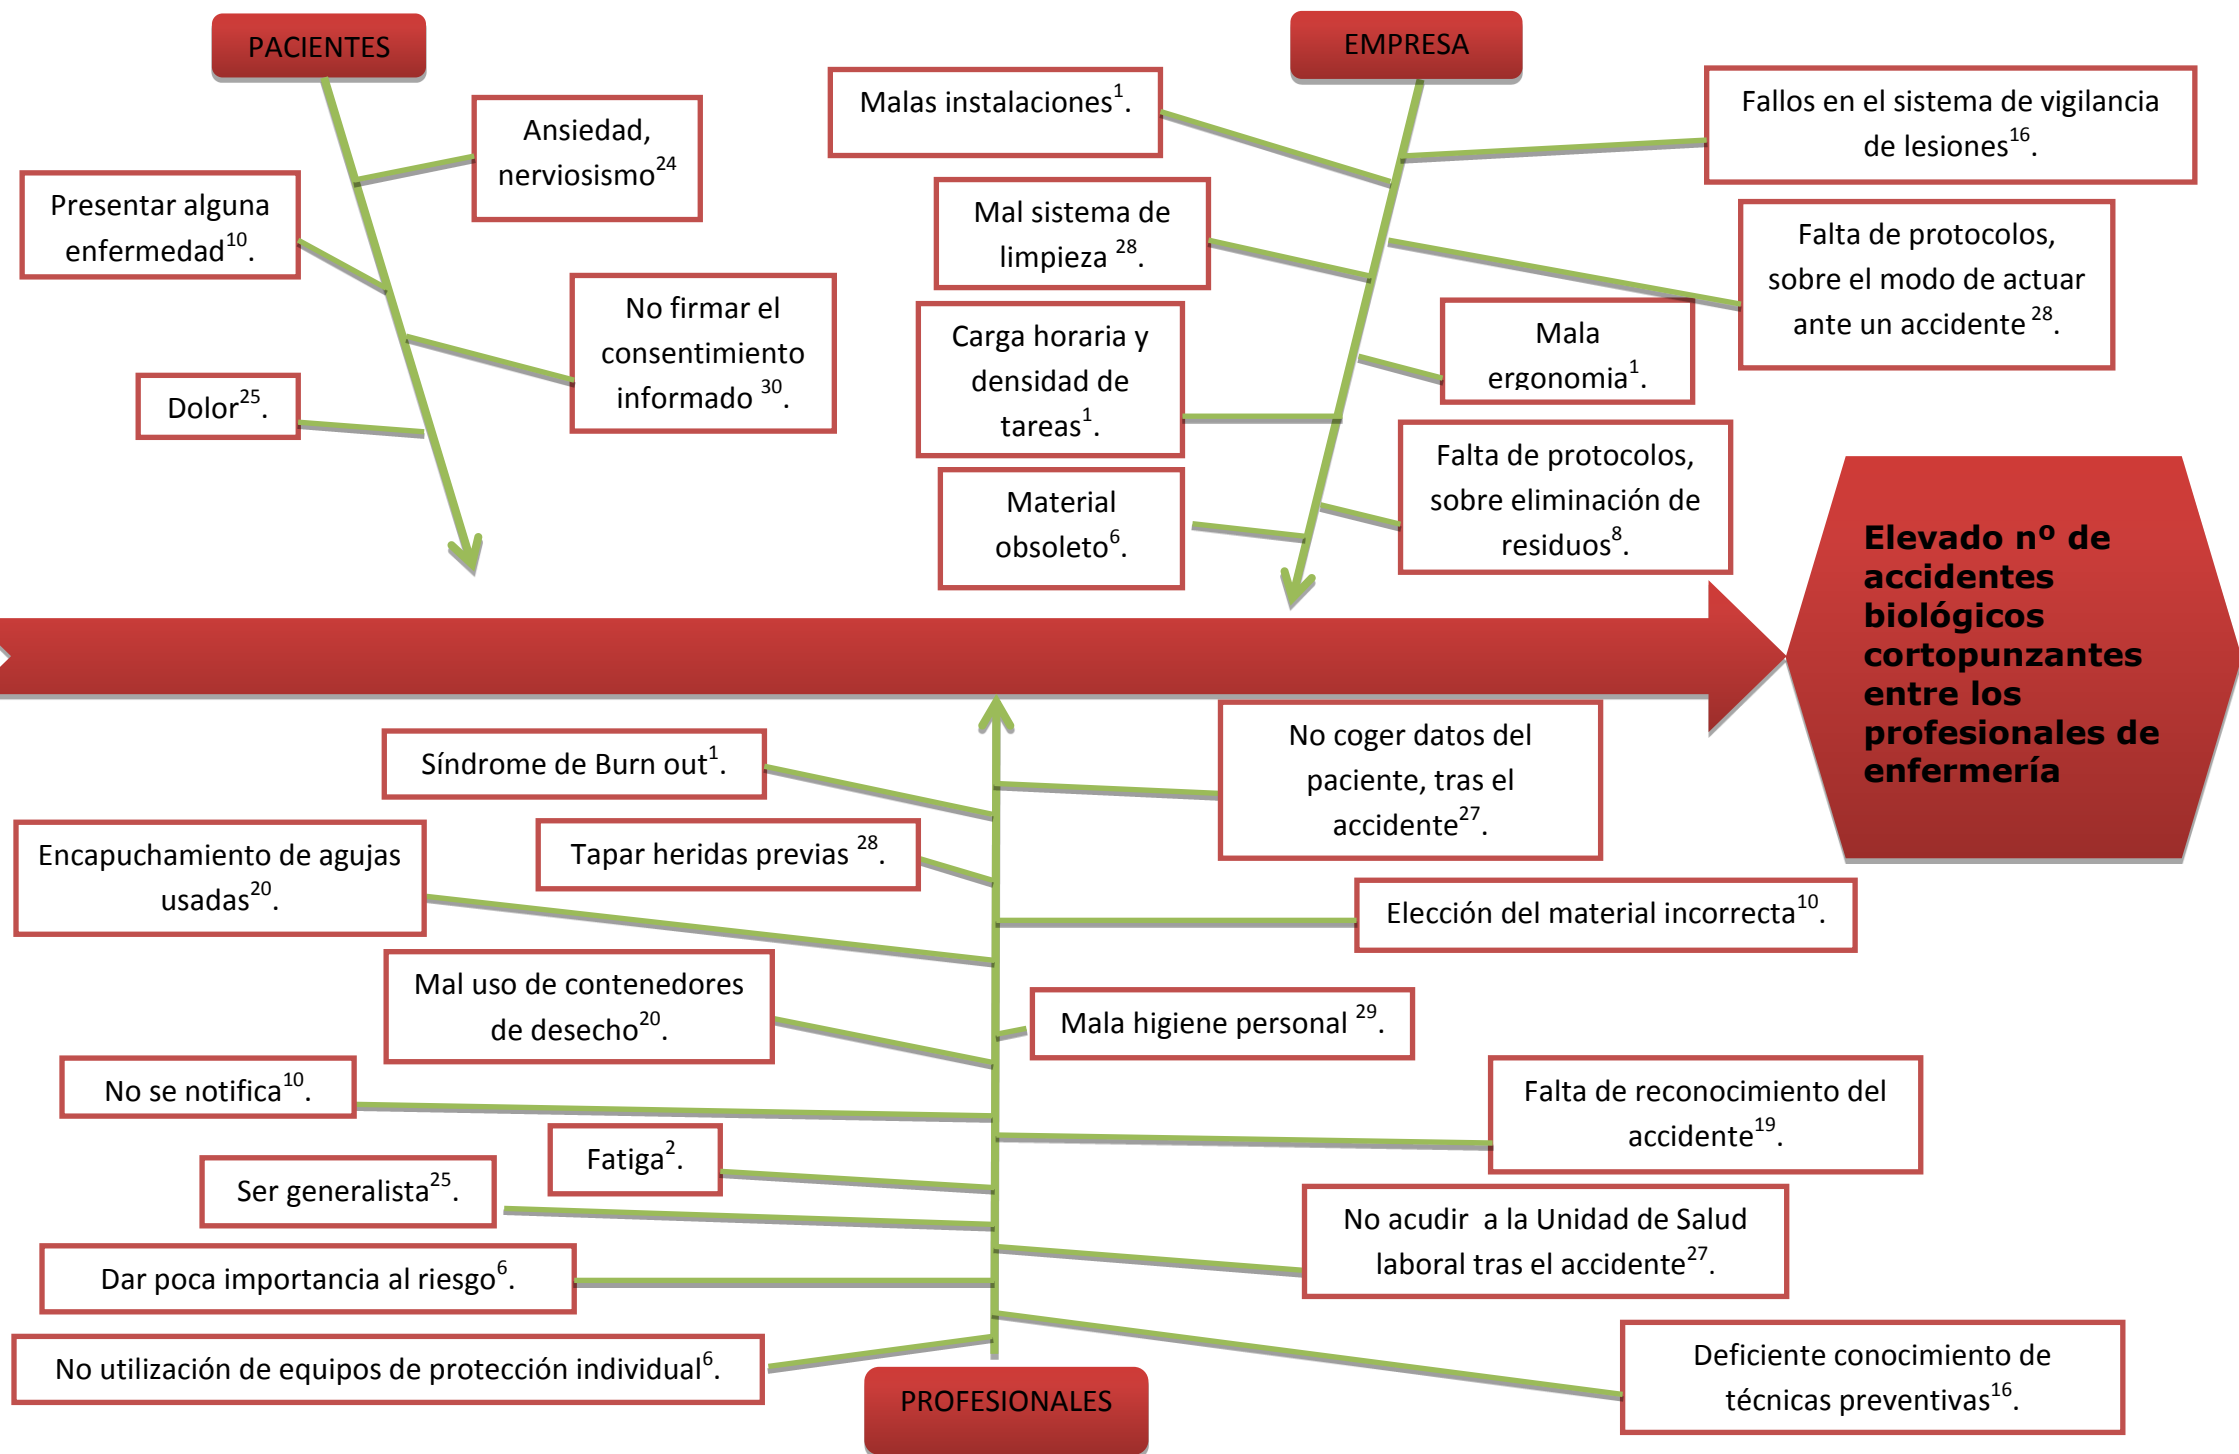 PACIENTES
Ansiedad,
nerviosismo24
Presentar alguna
enfermedad10.
No firmar el
consentimiento
informado 30.
Dolor25.
EMPRESA
Malas instalaciones1.
Fallos en el sistema de vigilancia
de lesiones16.
Mal sistema de
limpieza 28.
Falta de protocolos,
sobre el modo de actuar
ante un accidente 28.
Carga horaria y
densidad de
tareas1.
Mala
ergonomia1.
Material
obsoleto6.
Falta de protocolos,
sobre eliminación de
residuos8.
Elevado nº de
accidentes
biológicos
cortopunzantes
entre los
profesionales de
enfermería
Síndrome de Burn out1.
No coger datos del
paciente, tras el
accidente27.
Tapar heridas previas 28.
Encapuchamiento de agujas
usadas20.
Elección del material incorrecta10.
Mal uso de contenedores
de desecho20.
Mala higiene personal 29.
No se notifica10.
Falta de reconocimiento del
accidente19.
Fatiga2.
Ser generalista25.
No acudir  a la Unidad de Salud
laboral tras el accidente27.
Dar poca importancia al riesgo6.
No utilización de equipos de protección individual6.
Deficiente conocimiento de
técnicas preventivas16.
PROFESIONALES